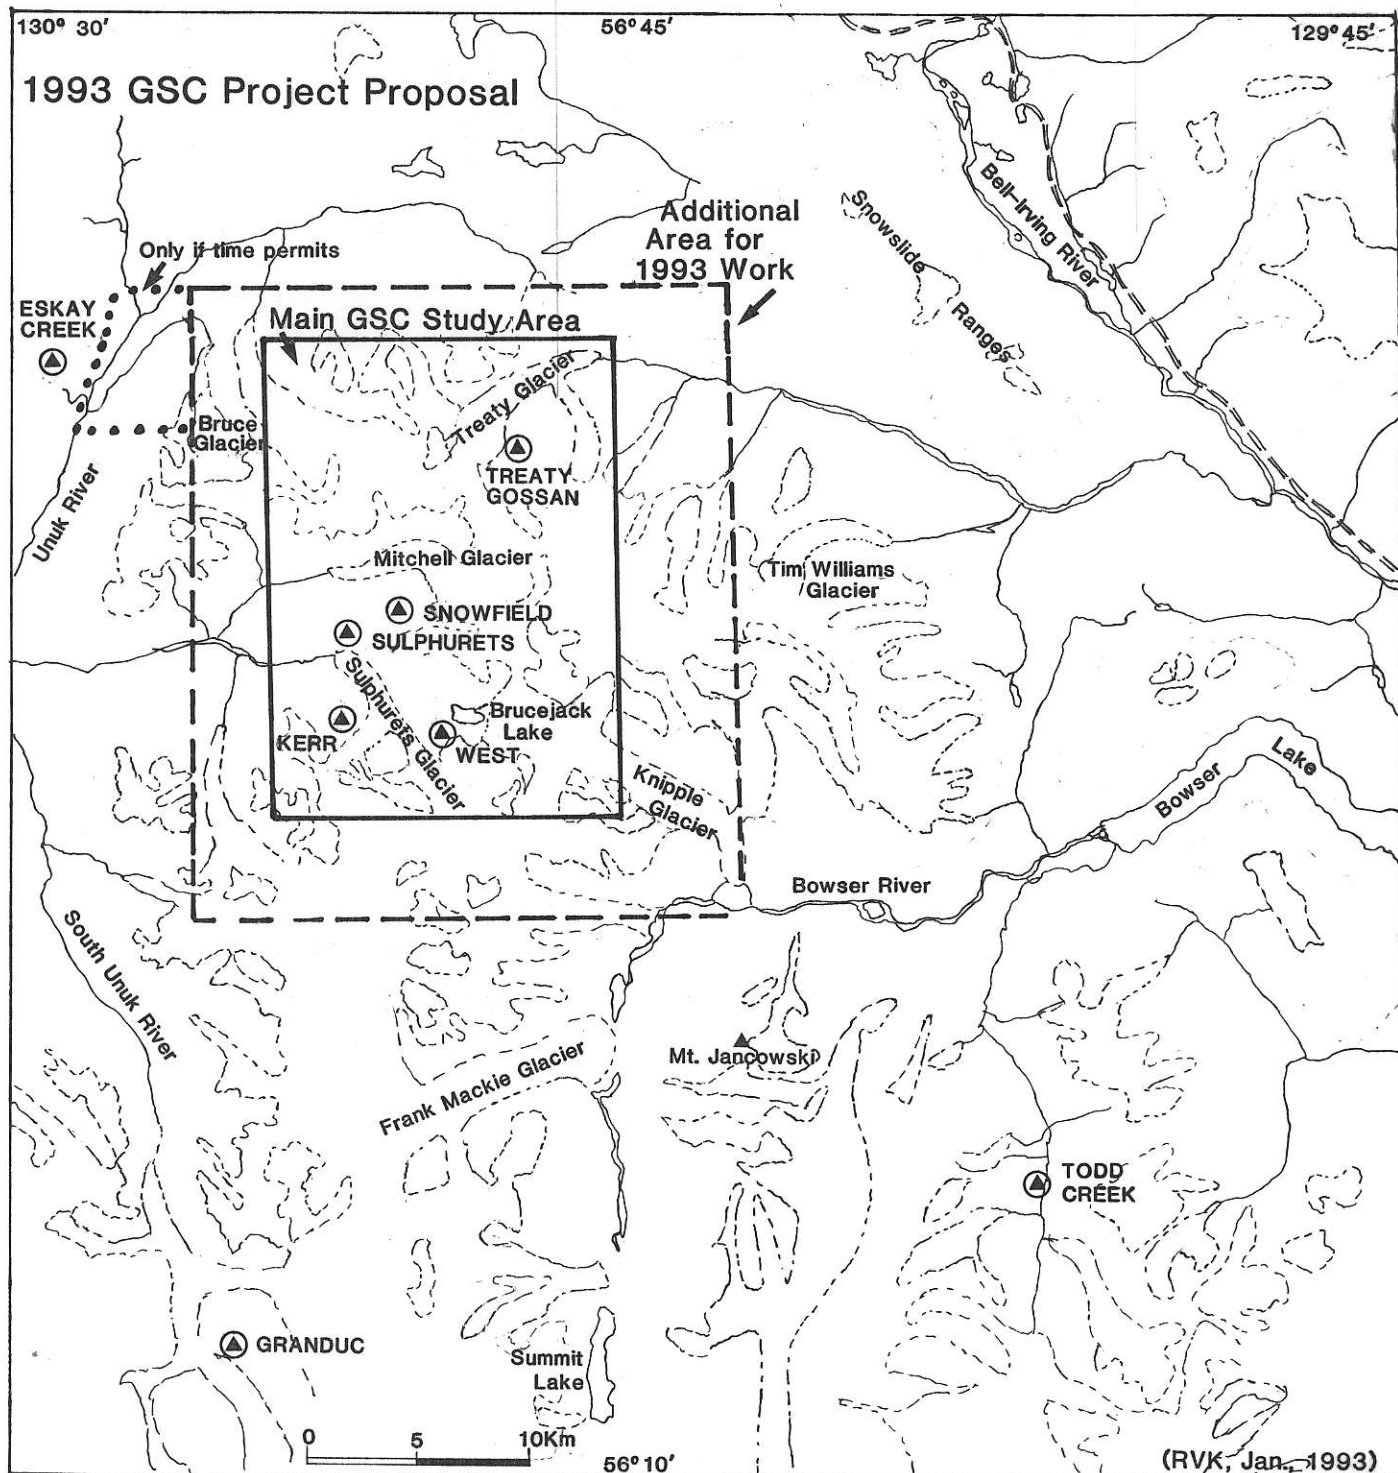 130° 30′
56° 45′
129° 45′
1993 GSC Project Proposal
Additional
Area for
1993 Work
Only if time permits
ESKAY
CREEK
Main GSC Study Area
Snowslide
Ranges
Bell-Irving River
Treaty Glacier
Bruce
Glacier
TREATY
GOSSAN
Unuk River
Mitchell Glacier
Tim Williams
Glacier
SNOWFIELD
SULPHURETS
Sulphurets Glacier
Brucejack
Lake
KERR
WEST
Knipple
Glacier
Bowser
Lake
Bowser River
South Unuk River
Mt. Jancowski
Frank Mackie Glacier
TODD
CREEK
GRANDUC
Summit
Lake
0 5 10Km
56° 10′
(RVK, Jan., 1993)